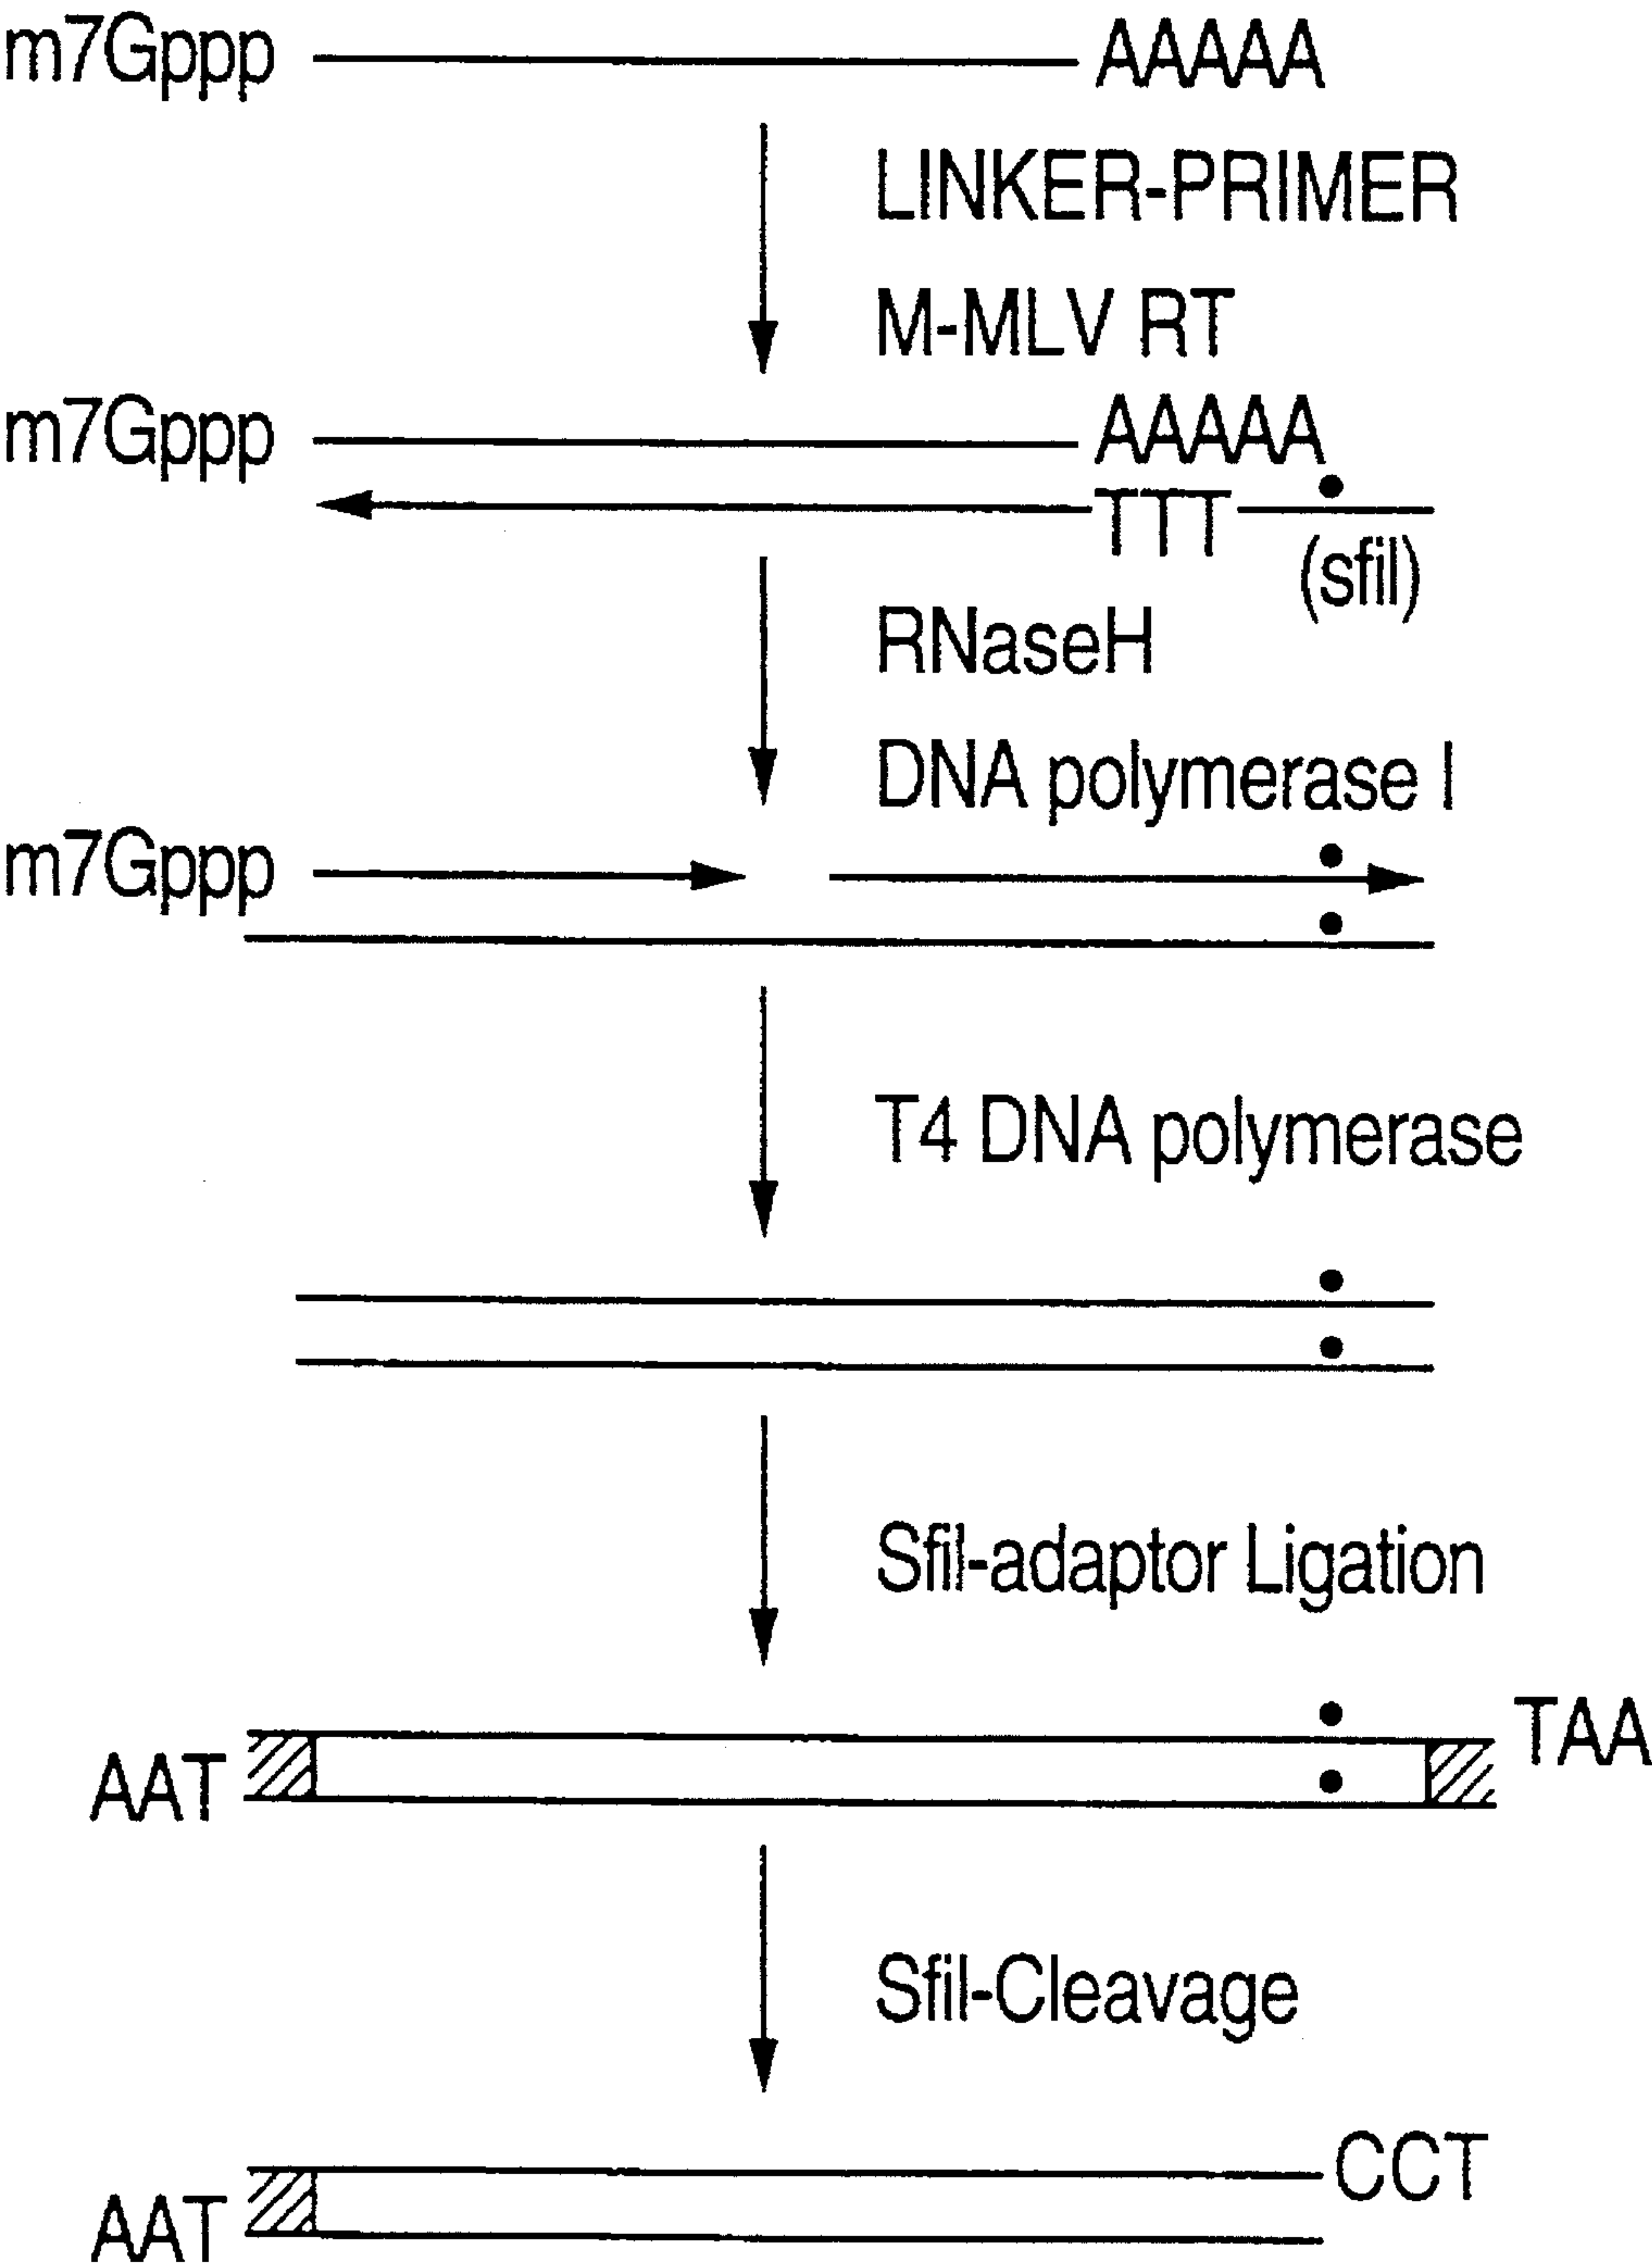 m7Gppp AAAAA
LINKER-PRIMER
M-MLV RT
m7Gppp AAAAA
TTT
(sfiI)
RNaseH
DNA polymerase I
m7Gppp
T4 DNA polymerase
SfiI-adaptor Ligation
TAA
AAT
SfiI-Cleavage
CCT
AAT